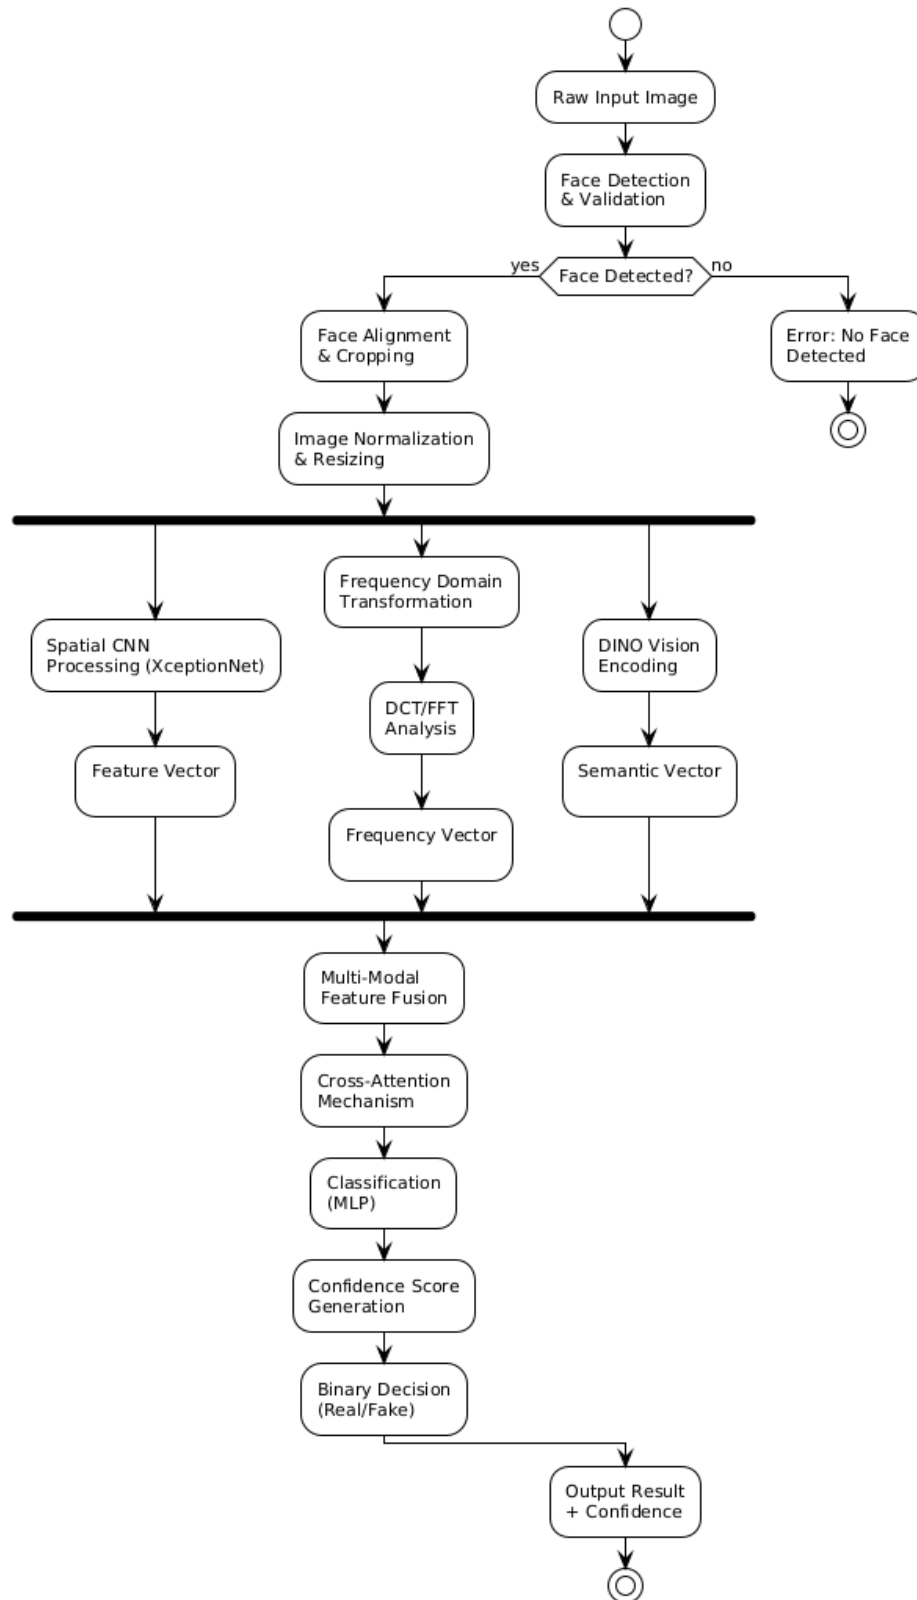 Raw Input Image
Face Detection
& Validation
yes
Face Detected?
no
Face Alignment
& Cropping
Error: No Face
Detected
Image Normalization
& Resizing
Frequency Domain
Transformation
Spatial CNN
Processing (XceptionNet)
DINO Vision
Encoding
DCT/FFT
Analysis
Feature Vector
Semantic Vector
Frequency Vector
Multi-Modal
Feature Fusion
Cross-Attention
Mechanism
Classification
(MLP)
Confidence Score
Generation
Binary Decision
(Real/Fake)
Output Result
+ Confidence